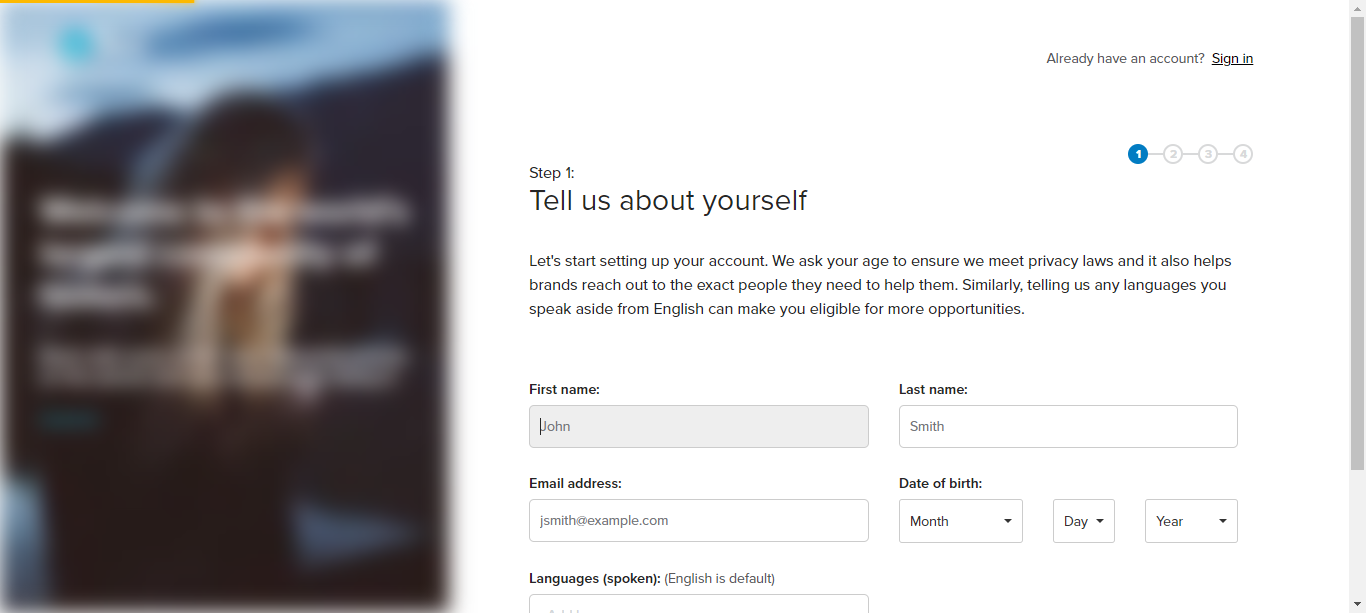 Already have an account? Sign in
1 2 3 4
Step 1:
Tell us about yourself
Let's start setting up your account. We ask your age to ensure we meet privacy laws and it also helps
brands reach out to the exact people they need to help them. Similarly, telling us any languages you
speak aside from English can make you eligible for more opportunities.
First name:
Last name:
John
Smith
Email address:
Date of birth:
jsmith@example.com
Month
Day
Year
Languages (spoken): (English is default)